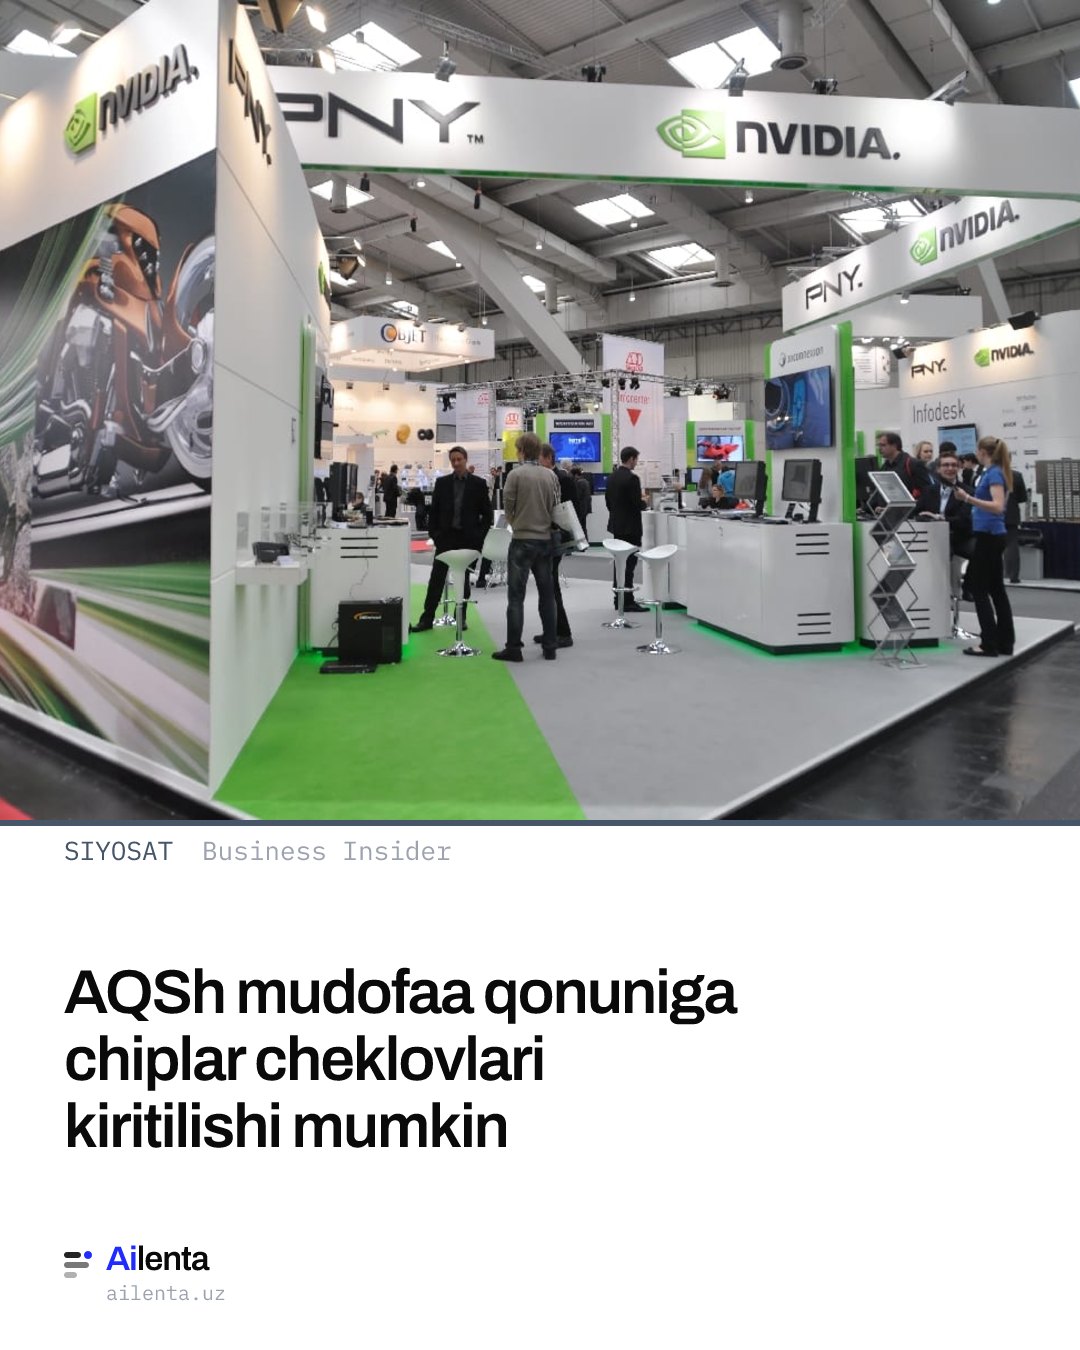 NVIDIA.
PNY.
PNY™
NVIDIA.
NVIDIA.
PNY.
PNY.
NVIDIA.
Infodesk
SIYOSAT Business Insider
AQSh mudofaa qonuniga
chiplar cheklovlari
kiritilishi mumkin
Ailenta
ailenta.uz